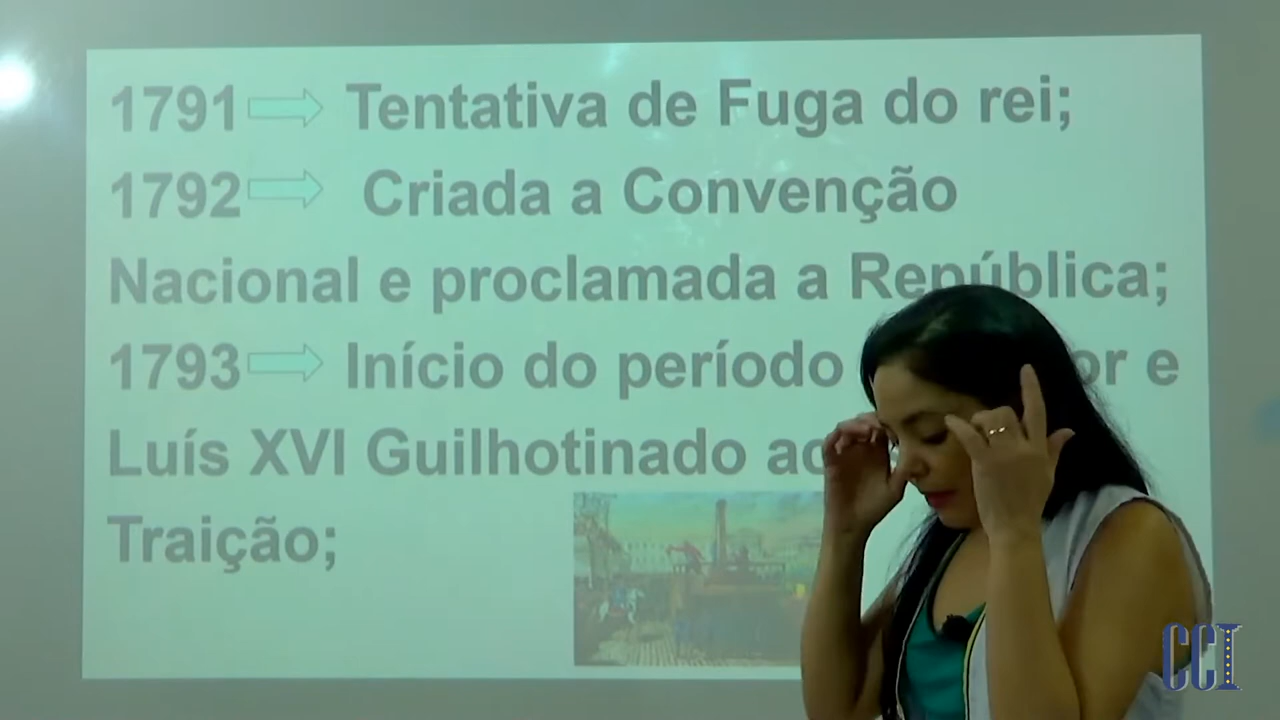 1791 Tentativa de Fuga do rei;
1792 Criada a Convenção
Nacional e proclamada a República;
1793 Início do período e
Luís XVI Guilhotinado
Traição;
CCI